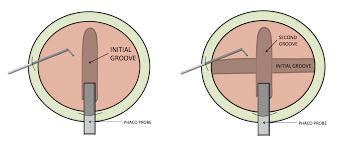 INITIAL
GROOVE
PHACO PROBE
SECOND
GROOVE
INITIAL GROOVE
PHACO PROBE